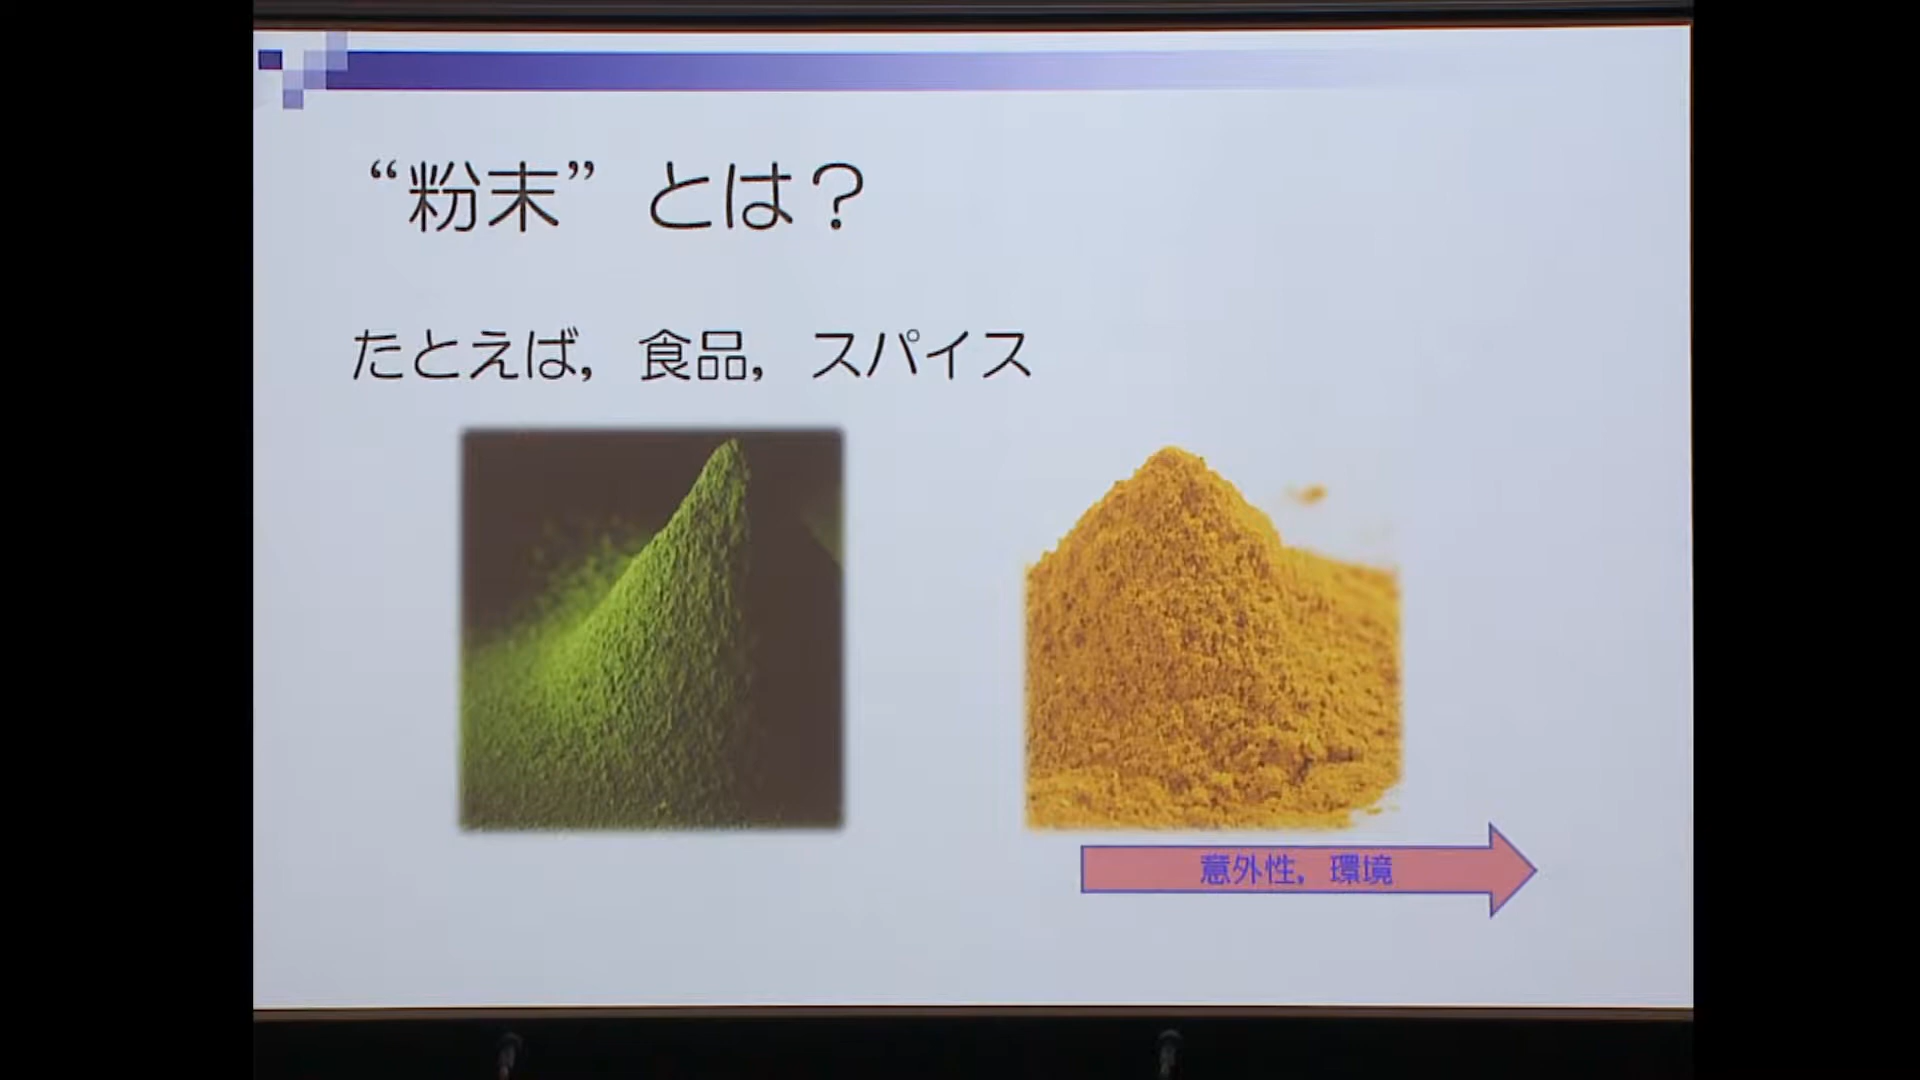 “粉末” とは？
たとえば，食品，スパイス
意外性，環境